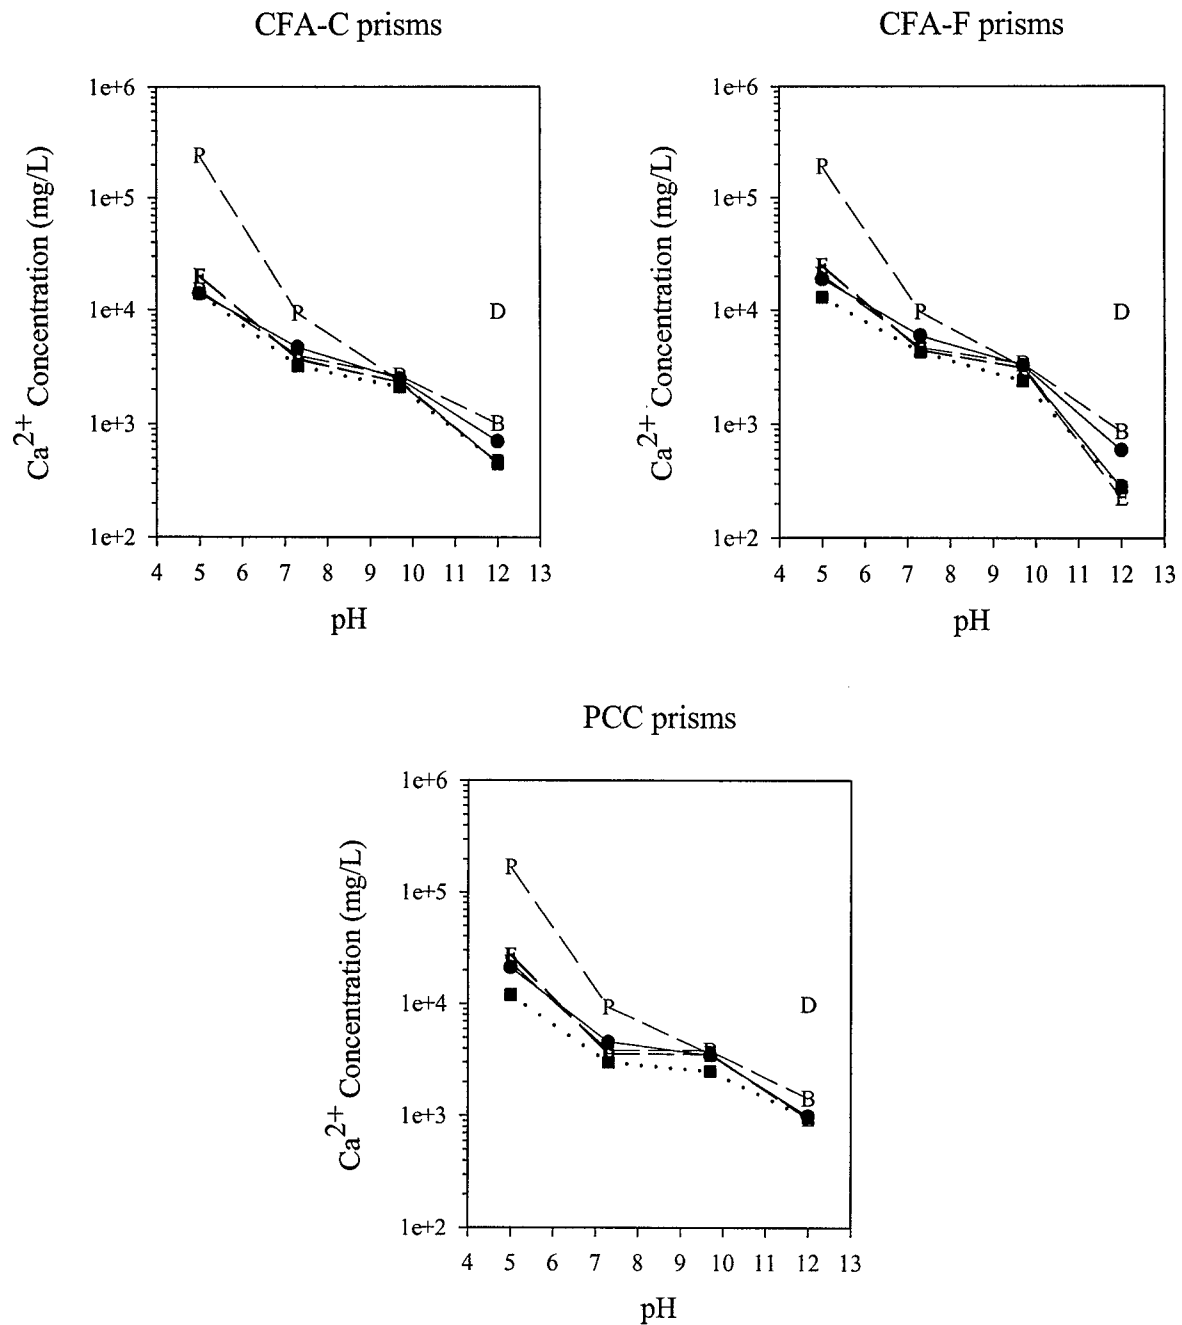 CFA-C prisms
1e+6
1e+5
1e+4
1e+3
1e+2
Ca2+ Concentration (mg/L)
4 5 6 7 8 9 10 11 12 13
pH
P
P
D
B
CFA-F prisms
1e+6
1e+5
1e+4
1e+3
1e+2
Ca2+ Concentration (mg/L)
4 5 6 7 8 9 10 11 12 13
pH
P
P
D
B
E
PCC prisms
1e+6
1e+5
1e+4
1e+3
1e+2
Ca2+ Concentration (mg/L)
4 5 6 7 8 9 10 11 12 13
pH
P
P
D
B